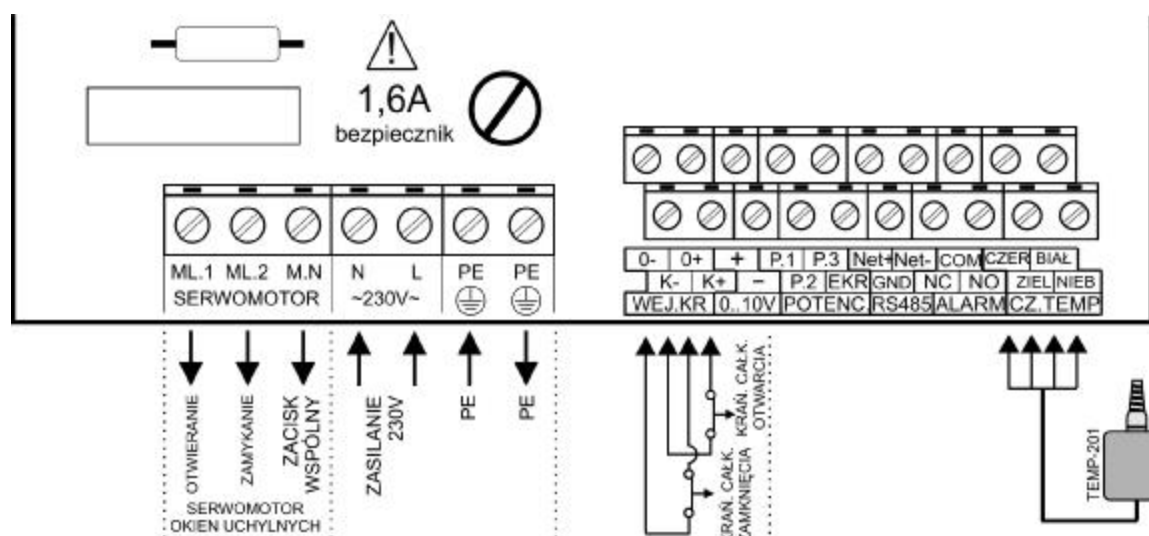 1,6A
bezpiecznik
ML.1 ML.2 M.N N L PE PE
SERWOMOTOR ~230V~
0- 0+ + P.1 P.3 Net+ Net- COM CZER BIAŁ
K- K+ − P.2 EKR GND NC NO ZIEL NIEB
WEJ.KR 0..10V POTENC. RS485 ALARM CZ.TEMP
OTWIERANIE
ZAMYKANIE
ZACISK
WSPÓLNY
SERWOMOTOR
OKIEN UCHYLNYCH
ZASILANIE
230V
PE
PE
KRAŃ. CAŁK.
ZAMKNIĘCIA
KRAŃ. CAŁK.
OTWARCIA
TEMP-201